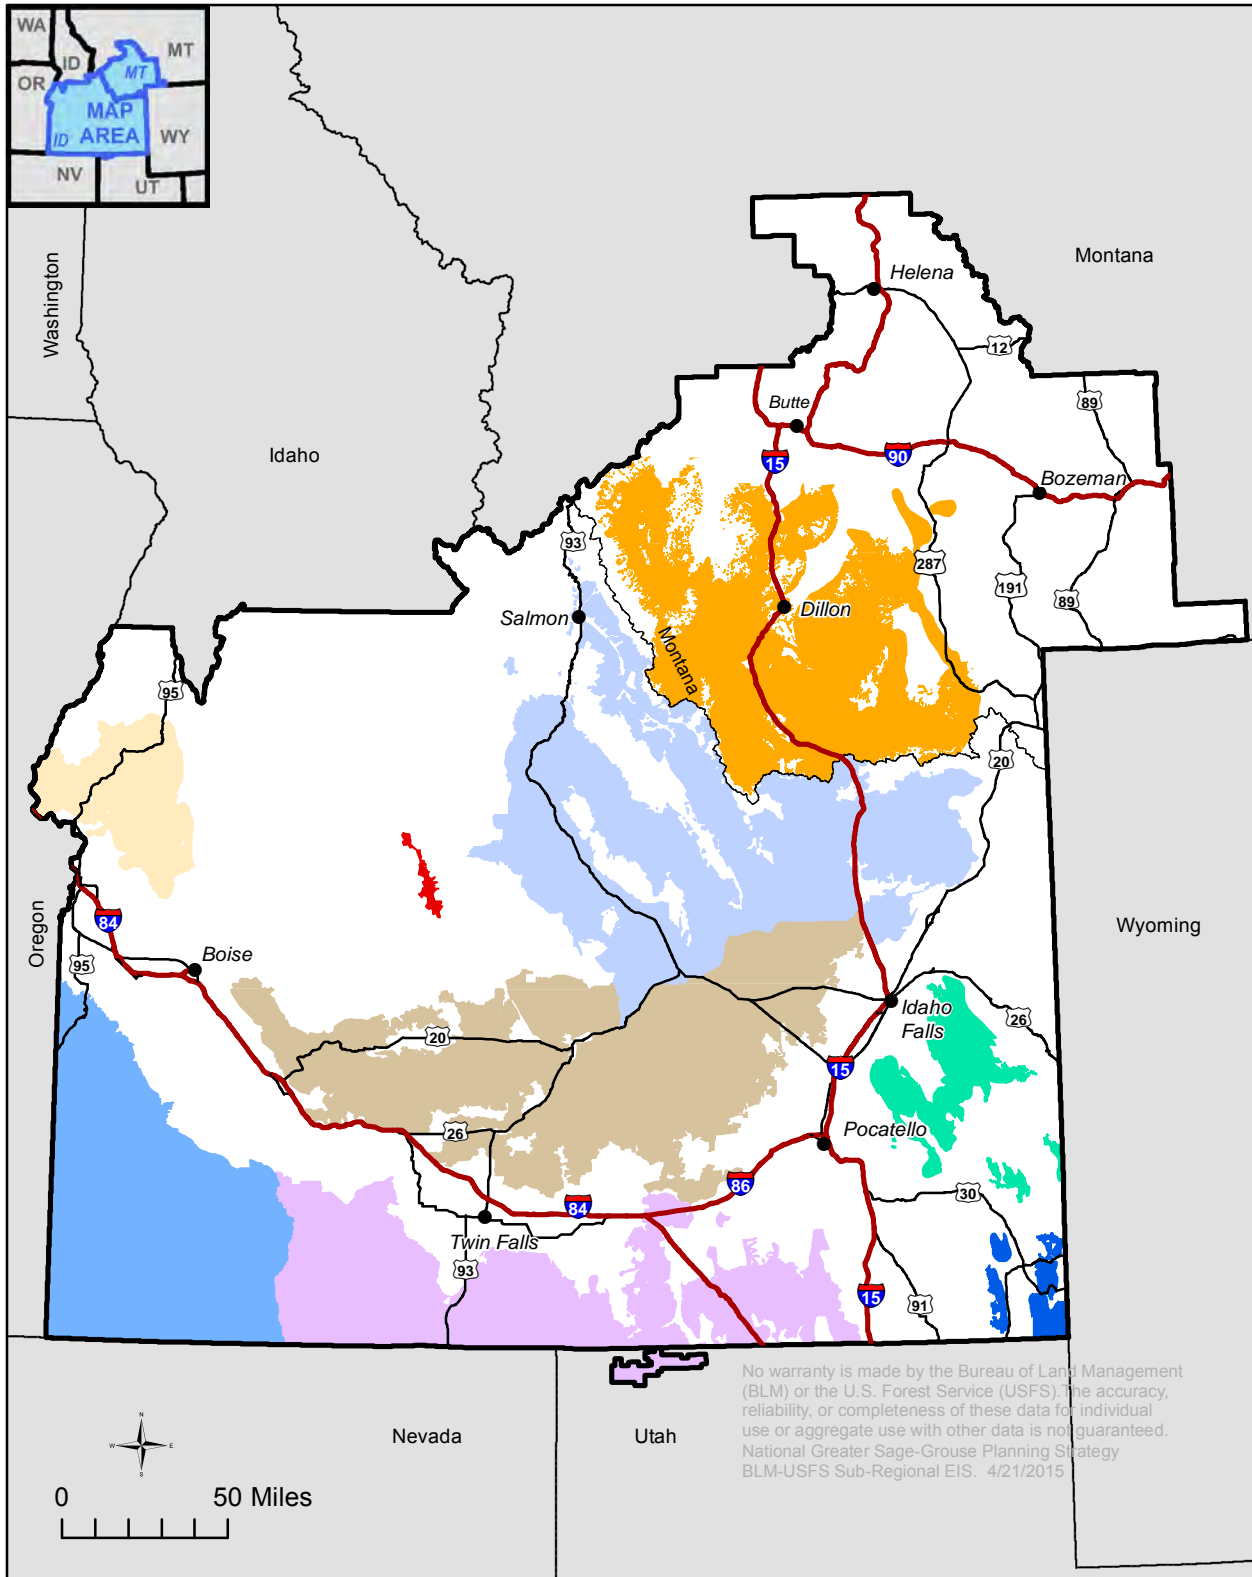 WA
MT
ID
MT
OR
MAP
AREA
ID
WY
NV
UT
Washington
Montana
Helena
12
89
Butte
15
90
Bozeman
Idaho
93
287
191
89
Salmon
Dillon
Montana
95
20
84
Oregon
Boise
Wyoming
95
Idaho
Falls
26
20
15
26
Pocatello
86
30
84
Twin Falls
93
15
91
No warranty is made by the Bureau of Land Management
(BLM) or the U.S. Forest Service (USFS).The accuracy,
reliability, or completeness of these data for individual
use or aggregate use with other data is not guaranteed.
National Greater Sage-Grouse Planning Strategy
BLM-USFS Sub-Regional EIS. 4/21/2015
N
W
E
S
Nevada
Utah
0
50 Miles